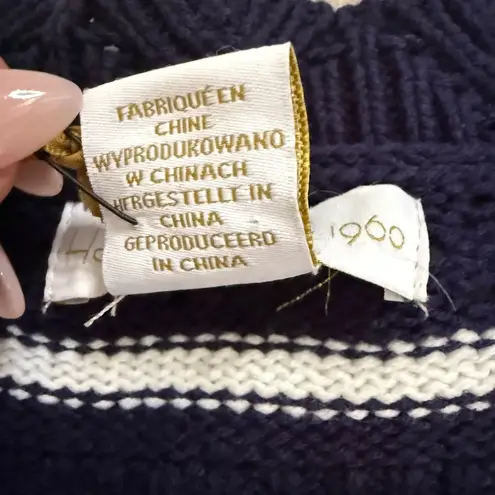 FABRIQUÉ EN
CHINE
WYPRODUKOWANO
W CHINACH
HERGESTELLT IN
CHINA
GEPRODUCEERD
IN CHINA
1960